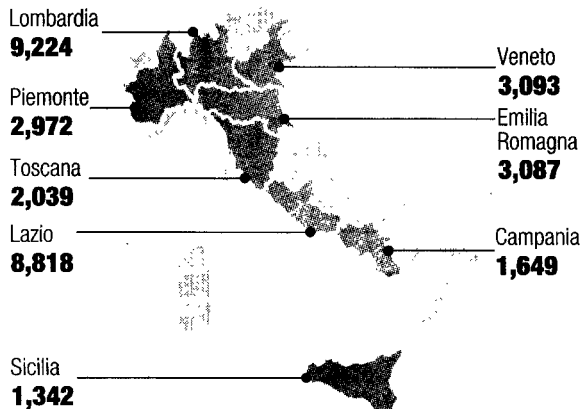 Lombardia
9,224
Piemonte
2,972
Toscana
2,039
Lazio
8,818
Sicilia
1,342
Veneto
3,093
Emilia
Romagna
3,087
Campania
1,649